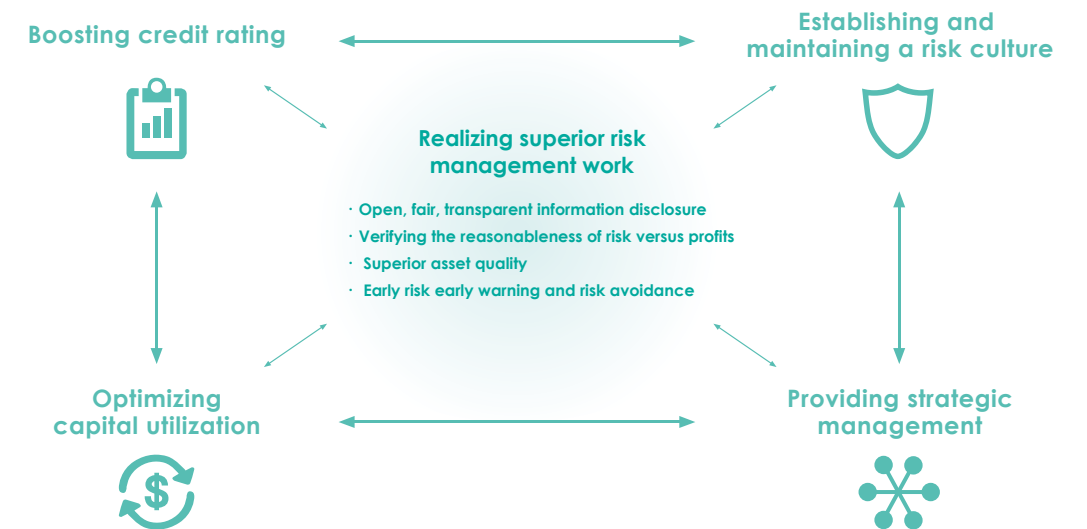 Boosting credit rating
Establishing and
maintaining a risk culture
Realizing superior risk
management work
· Open, fair, transparent information disclosure
· Verifying the reasonableness of risk versus profits
· Superior asset quality
· Early risk early warning and risk avoidance
Optimizing
capital utilization
$
Providing strategic
management